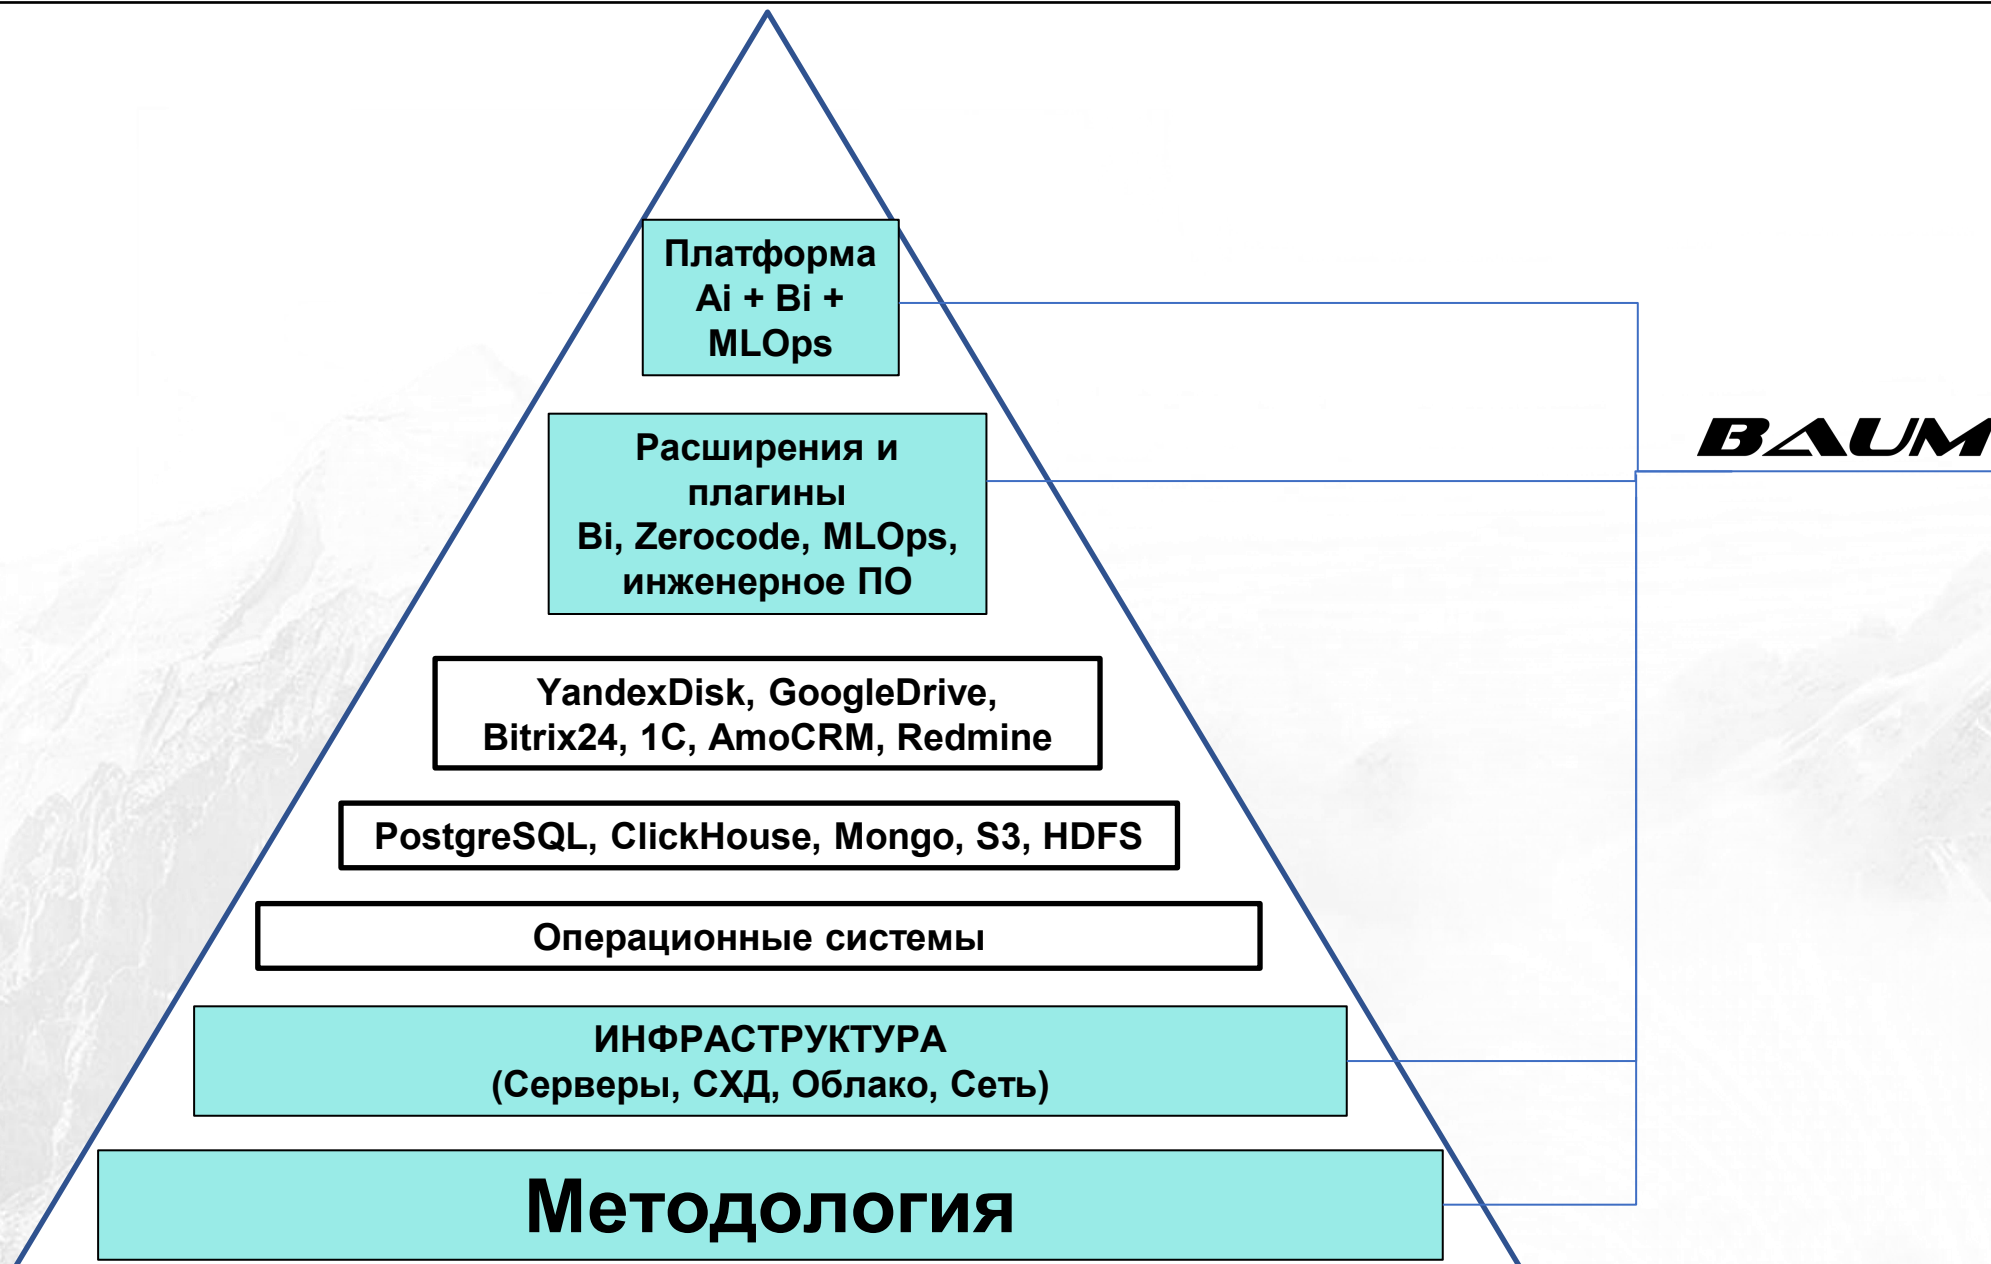 Платформа
Ai + Bi +
MLOps
Расширения и
плагины
Bi, Zerocode, MLOps,
инженерное ПО
BAUM
YandexDisk, GoogleDrive,
Bitrix24, 1C, AmoCRM, Redmine
PostgreSQL, ClickHouse, Mongo, S3, HDFS
Операционные системы
ИНФРАСТРУКТУРА
(Серверы, СХД, Облако, Сеть)
Методология